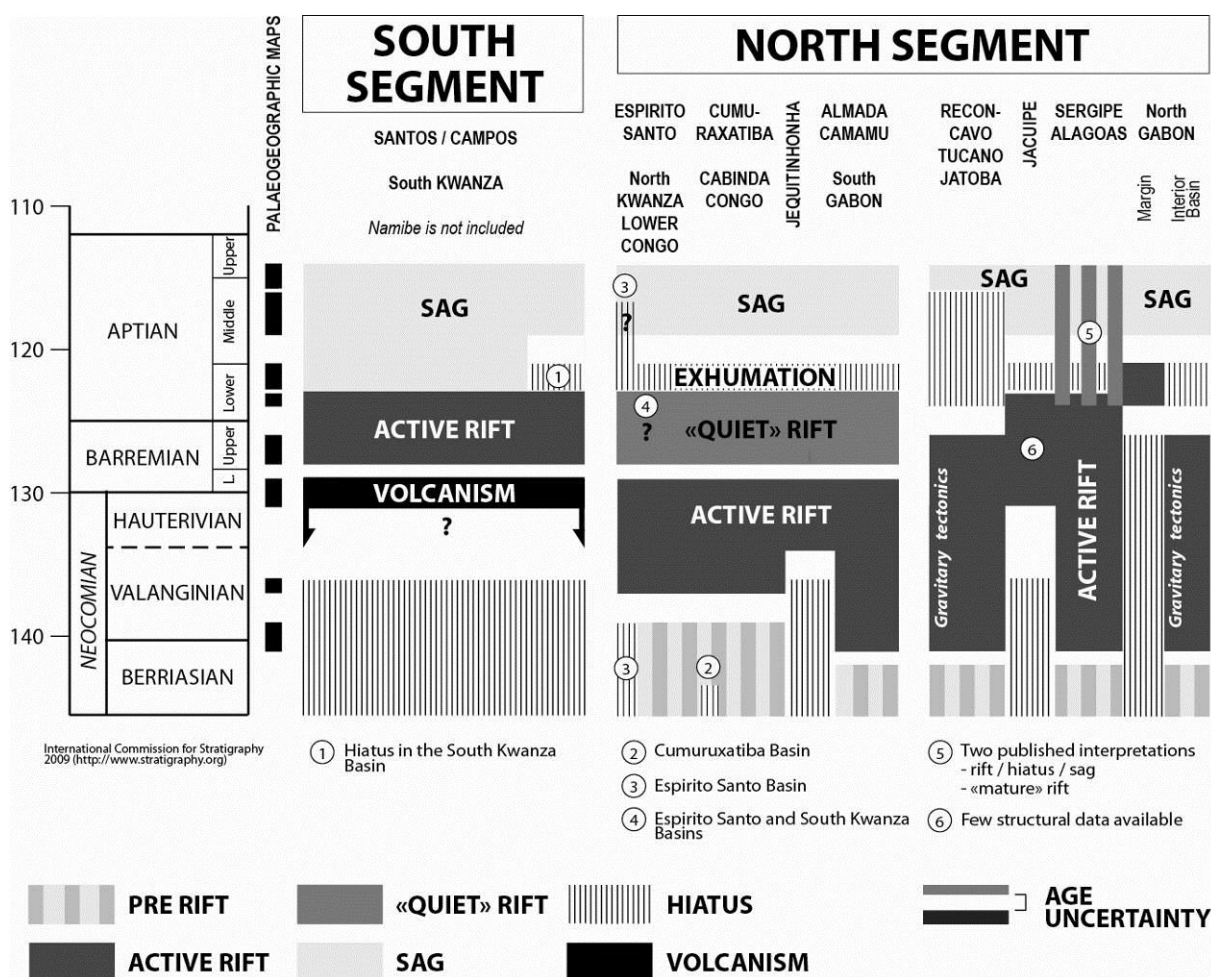 PALAEOGEOGRAPHIC MAPS
SOUTH
SEGMENT
SANTOS / CAMPOS
South KWANZA
Namibe is not included
NORTH SEGMENT
ESPIRITO
SANTO
North
KWANZA
LOWER
CONGO
CUMU-
RAXATIBA
CABINDA
CONGO
JEQUITINHONHA
ALMADA
CAMAMU
South
GABON
RECON-
CAVO
TUCANO
JATOBA
JACUIPE
SERGIPE
ALAGOAS
North
GABON
Margin
Interior
Basin
110
120
130
140
APTIAN
Upper
Middle
Lower
BARREMIAN
Upper
L
NEOCOMIAN
HAUTERIVIAN
VALANGINIAN
BERRIASIAN
SAG
1
ACTIVE RIFT
VOLCANISM
?
3
?
SAG
EXHUMATION
4
?
«QUIET» RIFT
ACTIVE RIFT
3
2
SAG
5
SAG
6
Gravitary tectonics
ACTIVE RIFT
Gravitary tectonics
International Commission for Stratigraphy
2009 (http://www.stratigraphy.org)
1 Hiatus in the South Kwanza
Basin
2 Cumuruxatiba Basin
3 Espirito Santo Basin
4 Espirito Santo and South Kwanza
Basins
5 Two published interpretations
- rift / hiatus / sag
- «mature» rift
6 Few structural data available
PRE RIFT
«QUIET» RIFT
HIATUS
AGE
UNCERTAINTY
ACTIVE RIFT
SAG
VOLCANISM